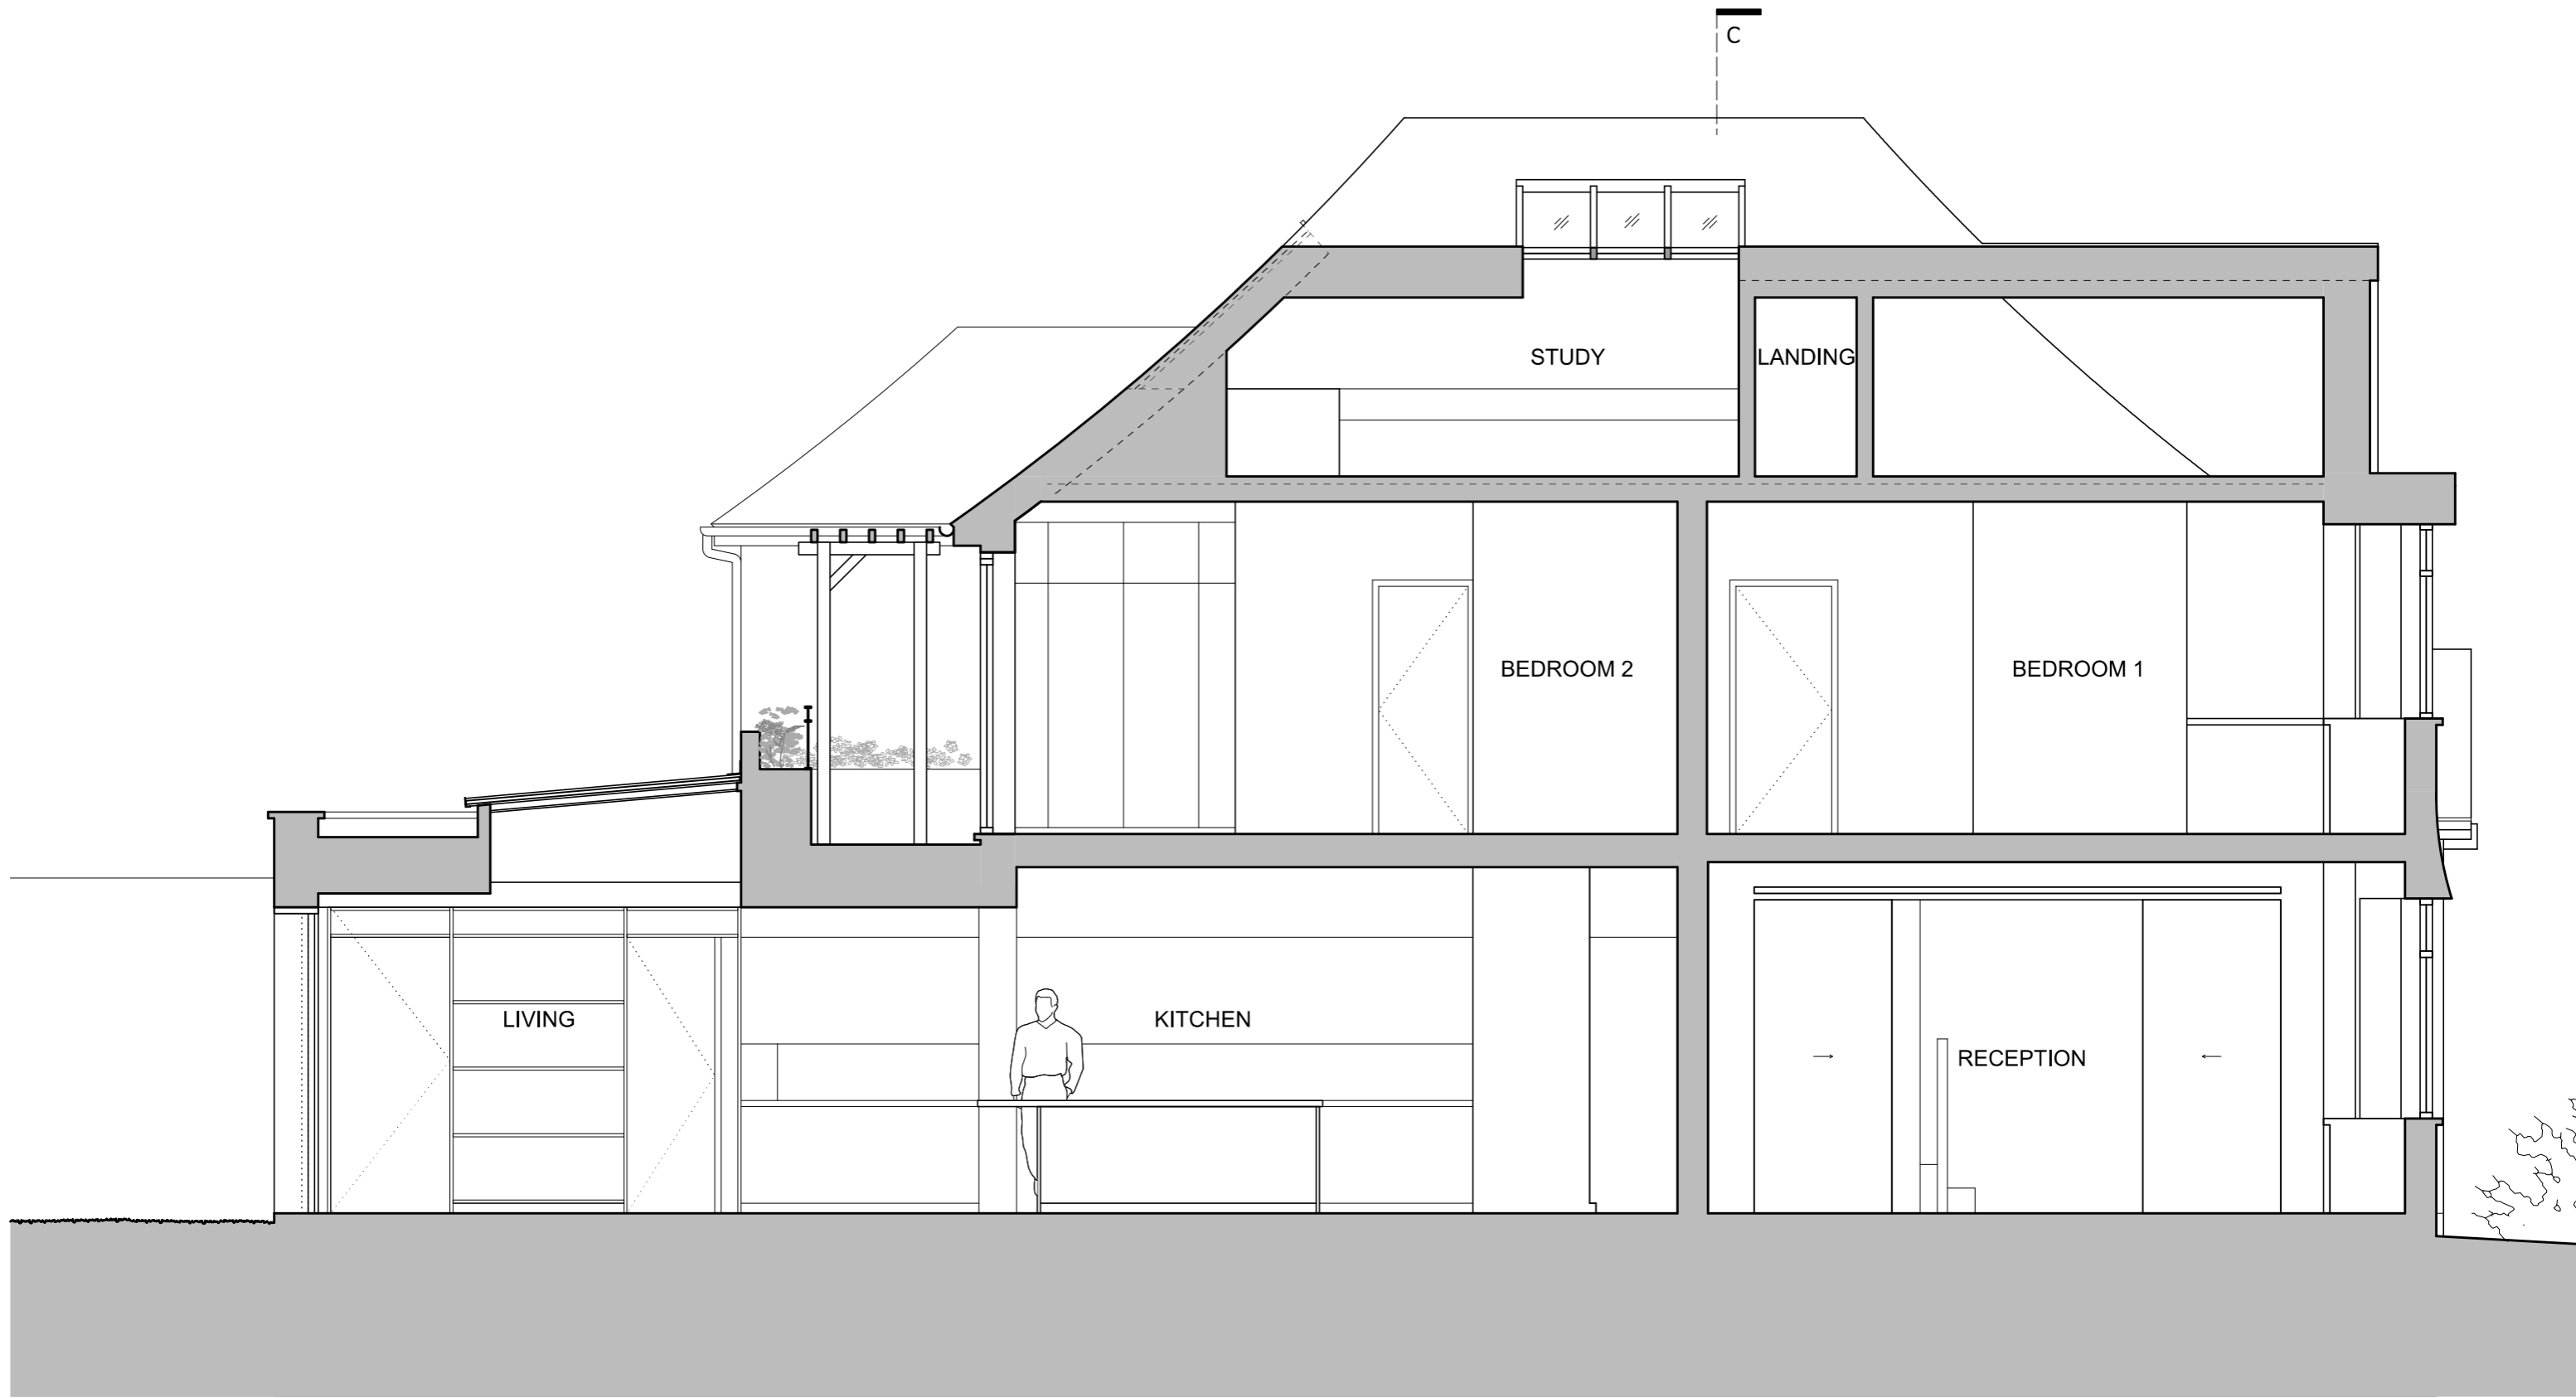 C
STUDY
LANDING
BEDROOM 2
BEDROOM 1
LIVING
KITCHEN
RECEPTION